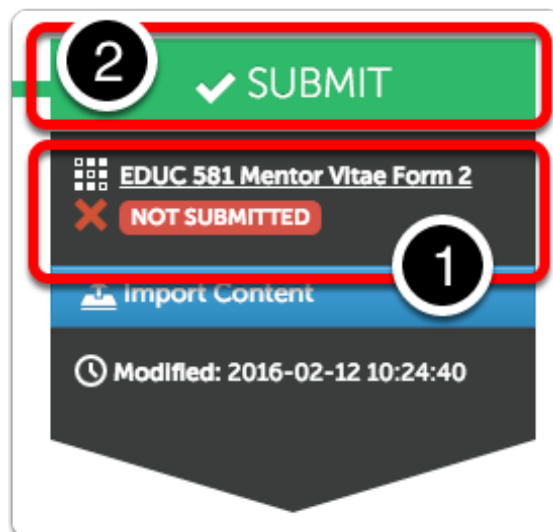 2
SUBMIT
EDUC 581 Mentor Vitae Form 2
NOT SUBMITTED
1
Import Content
Modified: 2016-02-12 10:24:40